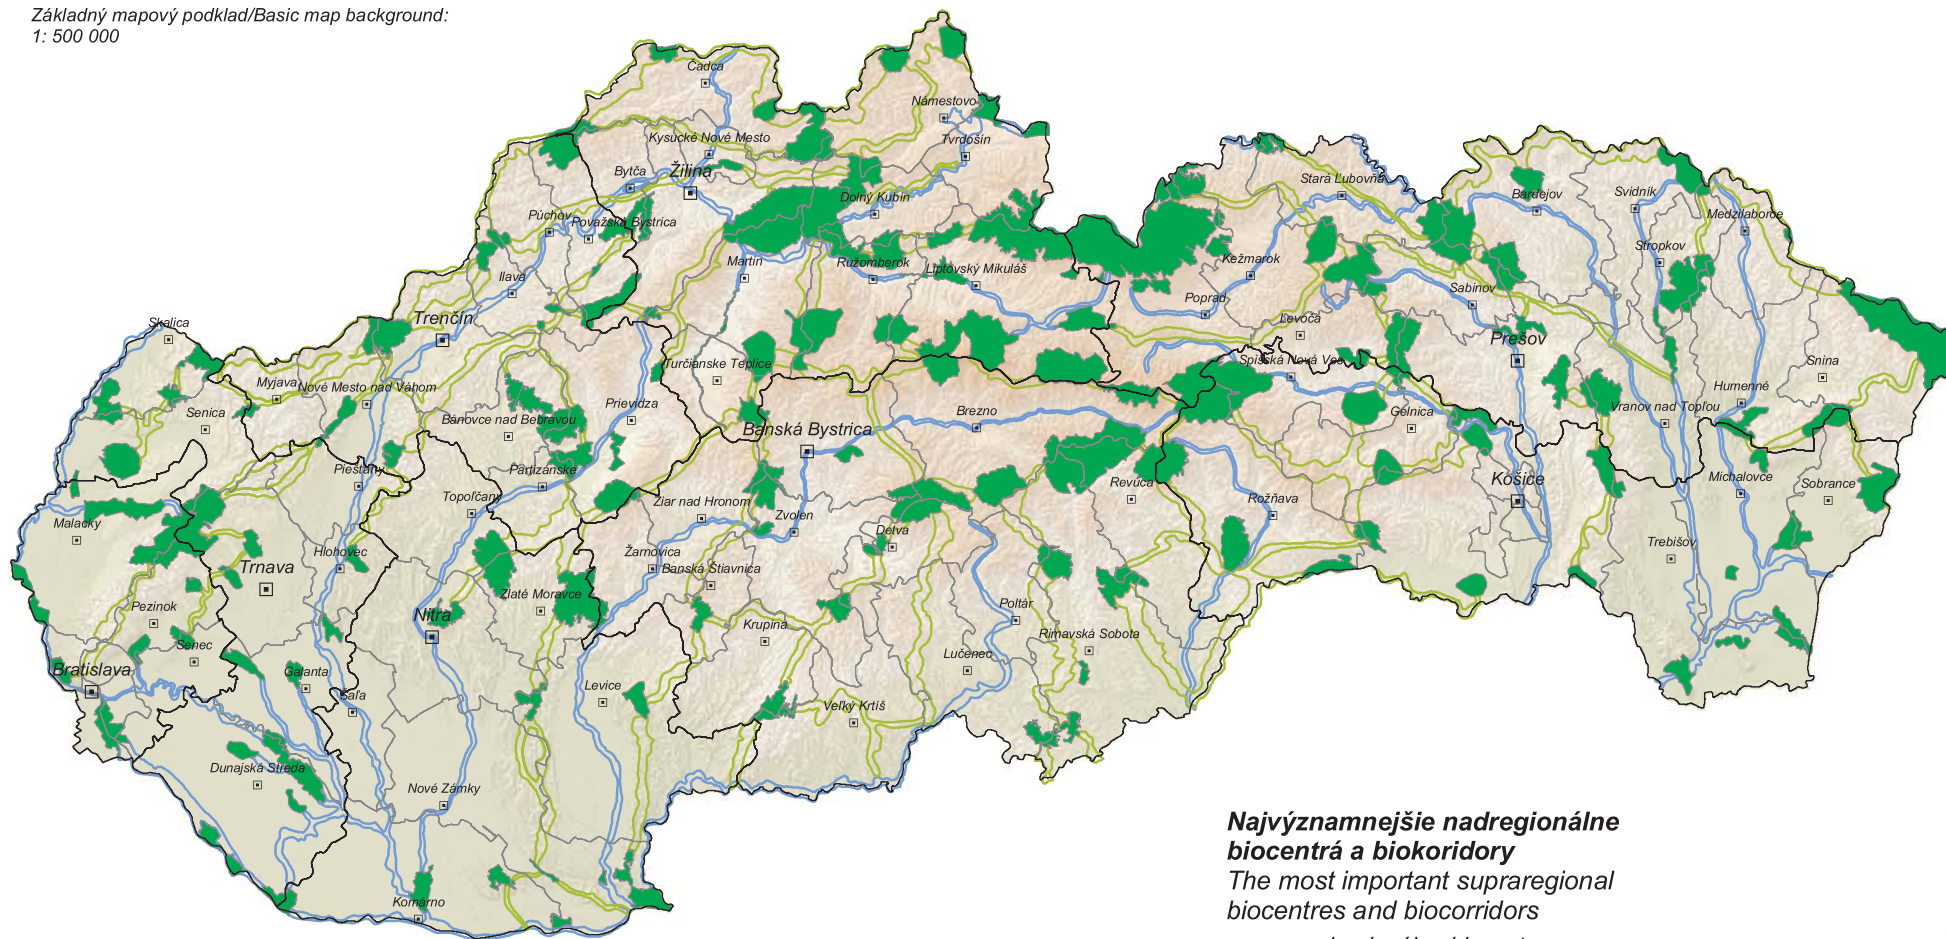 Základný mapový podklad/Basic map background:
1: 500 000
Čadca
Námestovo
Kysucké Nové Mesto
Tvrdošín
Bytča
Žilina
Stará Ľubovňa
Bardejov
Svidník
Dolný Kubín
Medzilaborce
Púchov
Považská Bystrica
Stropkov
Martin
Ružomberok
Liptovský Mikuláš
Kežmarok
Ilava
Sabinov
Poprad
Skalica
Trenčín
Levoča
Prešov
Turčianske Teplice
Spišská Nová Ves
Snina
Myjava
Nové Mesto nad Váhom
Humenné
Senica
Bánovce nad Bebravou
Prievidza
Brezno
Gelnica
Vranov nad Topľou
Banská Bystrica
Piešťany
Partizánske
Revúca
Košice
Michalovce
Sobrance
Topoľčany
Žiar nad Hronom
Rožňava
Malacky
Zvolen
Detva
Hlohovec
Žarnovica
Trebišov
Trnava
Banská Štiavnica
Pezinok
Zlaté Moravce
Poltár
Nitra
Krupina
Rimavská Sobota
Senec
Lučenec
Bratislava
Galanta
Šaľa
Levice
Veľký Krtíš
Dunajská Streda
Nové Zámky
Komárno
Najvýznamnejšie nadregionálne
biocentrá a biokoridory
The most important supraregional
biocentres and biocorridors